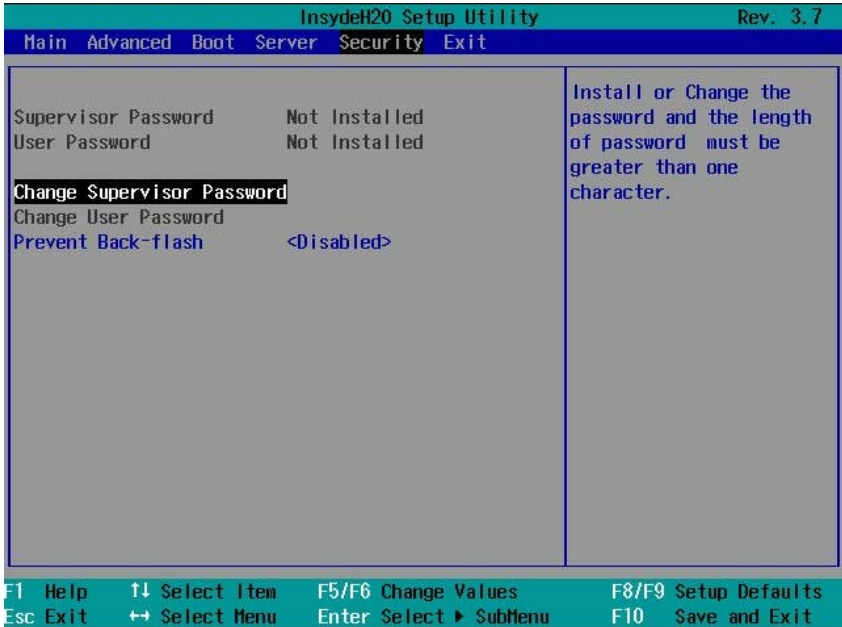 InsydeH20 Setup Utility Rev. 3.7
Main Advanced Boot Server Security Exit
Supervisor Password Not Installed
User Password Not Installed
Change Supervisor Password
Change User Password
Prevent Back-flash <Disabled>
Install or Change the
password and the length
of password must be
greater than one
character.
F1 Help ↑↓ Select Item F5/F6 Change Values F8/F9 Setup Defaults
Esc Exit ↔ Select Menu Enter Select ▶ SubMenu F10 Save and Exit